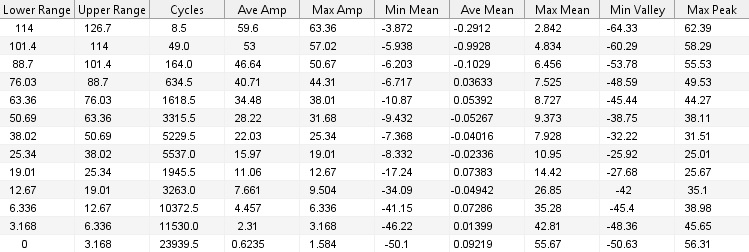 Lower Range Upper Range Cycles Ave Amp Max Amp Min Mean Ave Mean Max Mean Min Valley Max Peak
114 126.7 8.5 59.6 63.36 -3.872 -0.2912 2.842 -64.33 62.39
101.4 114 49.0 53 57.02 -5.938 -0.9928 4.834 -60.29 58.29
88.7 101.4 164.0 46.64 50.67 -6.203 -0.1029 6.456 -53.78 55.53
76.03 88.7 634.5 40.71 44.31 -6.717 0.03633 7.525 -48.59 49.53
63.36 76.03 1618.5 34.48 38.01 -10.87 0.05392 8.727 -45.44 44.27
50.69 63.36 3315.5 28.22 31.68 -9.432 -0.05267 9.373 -38.75 38.11
38.02 50.69 5229.5 22.03 25.34 -7.368 -0.04016 7.928 -32.22 31.51
25.34 38.02 5537.0 15.97 19.01 -8.332 -0.02336 10.95 -25.92 25.01
19.01 25.34 1945.5 11.06 12.67 -17.24 0.07383 14.42 -27.68 25.67
12.67 19.01 3263.0 7.661 9.504 -34.09 -0.04942 26.85 -42 35.1
6.336 12.67 10372.5 4.457 6.336 -41.15 0.07286 35.28 -45.4 38.98
3.168 6.336 11530.0 2.31 3.168 -46.22 0.01399 42.81 -48.36 45.65
0 3.168 23939.5 0.6235 1.584 -50.1 0.09219 55.67 -50.63 56.31